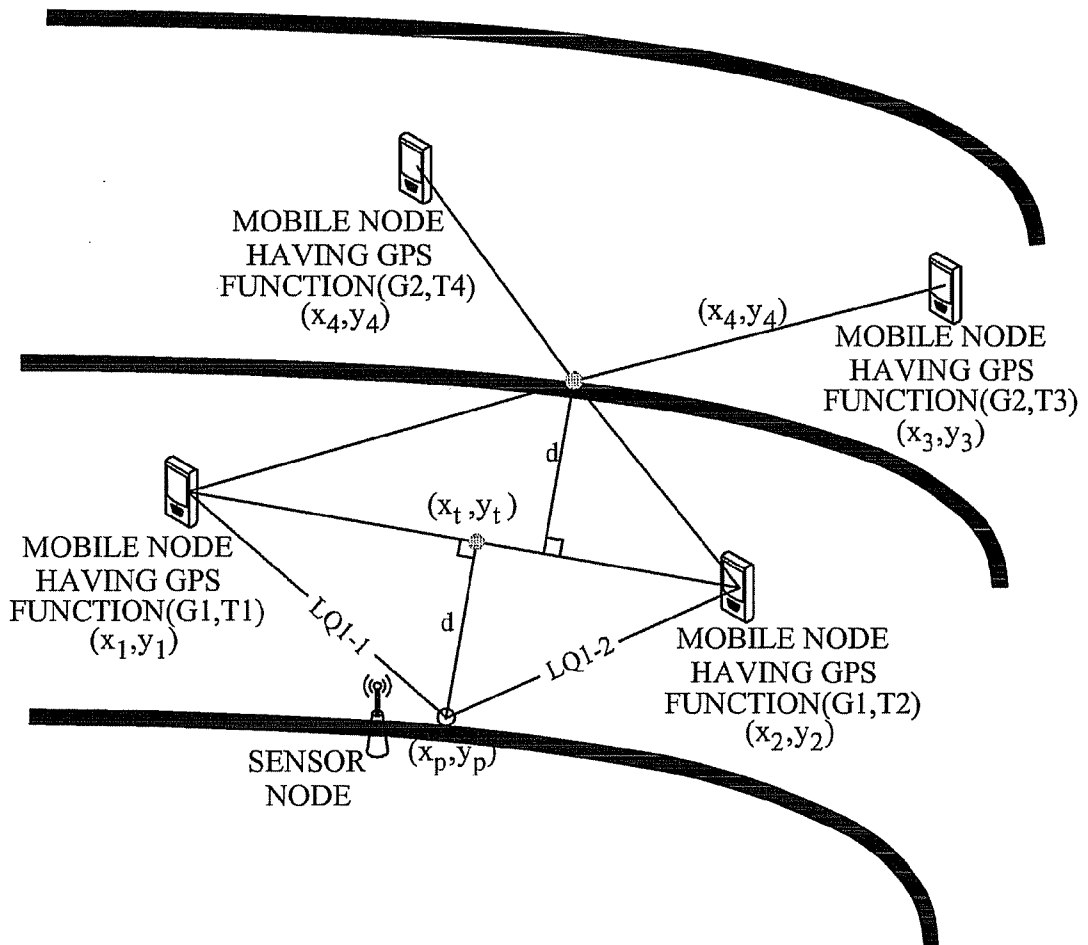 MOBILE NODE
HAVING GPS
FUNCTION(G2,T4)
(x4,y4)
(x4,y4)
MOBILE NODE
HAVING GPS
FUNCTION(G2,T3)
(x3,y3)
d
(xt,yt)
MOBILE NODE
HAVING GPS
FUNCTION(G1,T1)
(x1,y1)
LQ1-1
d
LQ1-2
MOBILE NODE
HAVING GPS
FUNCTION(G1,T2)
(x2,y2)
SENSOR
NODE
(xp,yp)